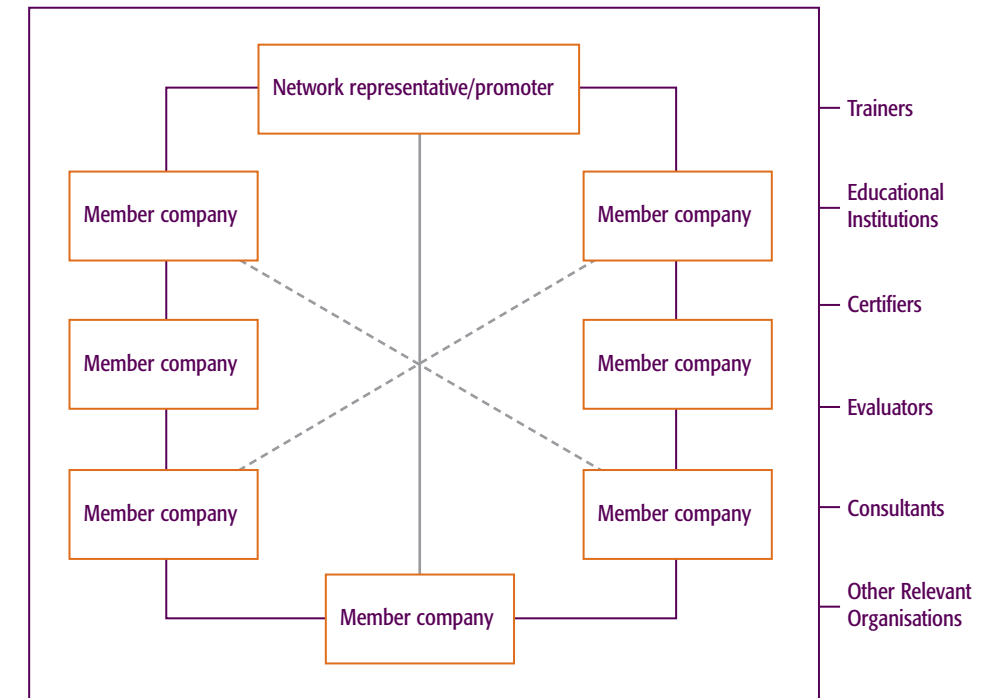 Network representative/promoter
Trainers
Member company
Member company
Educational
Institutions
Certifiers
Member company
Member company
Evaluators
Member company
Member company
Consultants
Member company
Other Relevant
Organisations